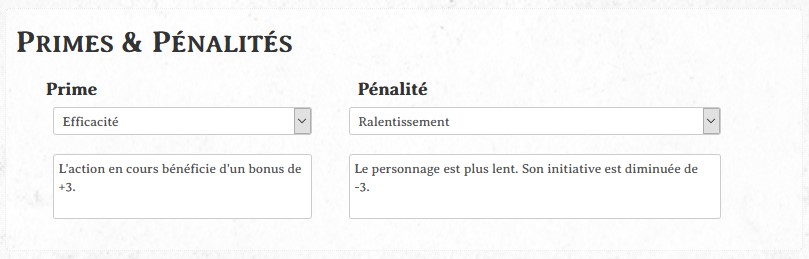 Primes & Pénalités
Prime
Pénalité
Efficacité
Ralentissement
L'action en cours bénéficie d'un bonus de
+3.
Le personnage est plus lent. Son initiative est diminuée de
-3.